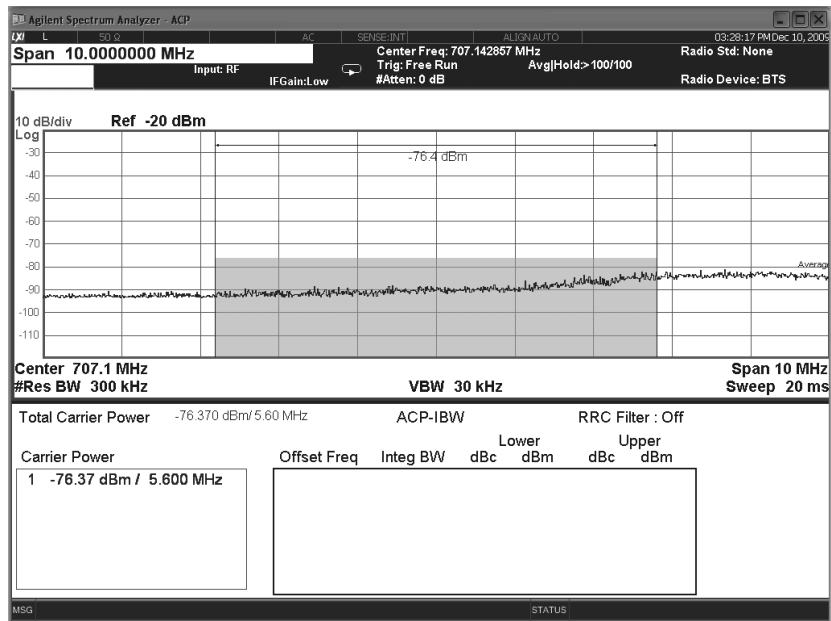 Agilent Spectrum Analyzer - ACP
LXI L 50 Ω AC SENSE:INT ALIGN AUTO 03:28:17 PM Dec 10, 2009
Span 10.0000000 MHz
Center Freq: 707.142857 MHz
Radio Std: None
Input: RF
Trig: Free Run
Avg|Hold:>100/100
IFGain:Low
#Atten: 0 dB
Radio Device: BTS
10 dB/div Ref -20 dBm
Log
-76.4 dBm
-30
-40
-50
-60
-70
-80
Average
-90
-100
-110
Center 707.1 MHz Span 10 MHz
#Res BW 300 kHz VBW 30 kHz Sweep 20 ms
Total Carrier Power -76.370 dBm/ 5.60 MHz ACP-IBW RRC Filter : Off
Lower Upper
Carrier Power Offset Freq Integ BW dBc dBm dBc dBm
1 -76.37 dBm / 5.600 MHz
MSG STATUS